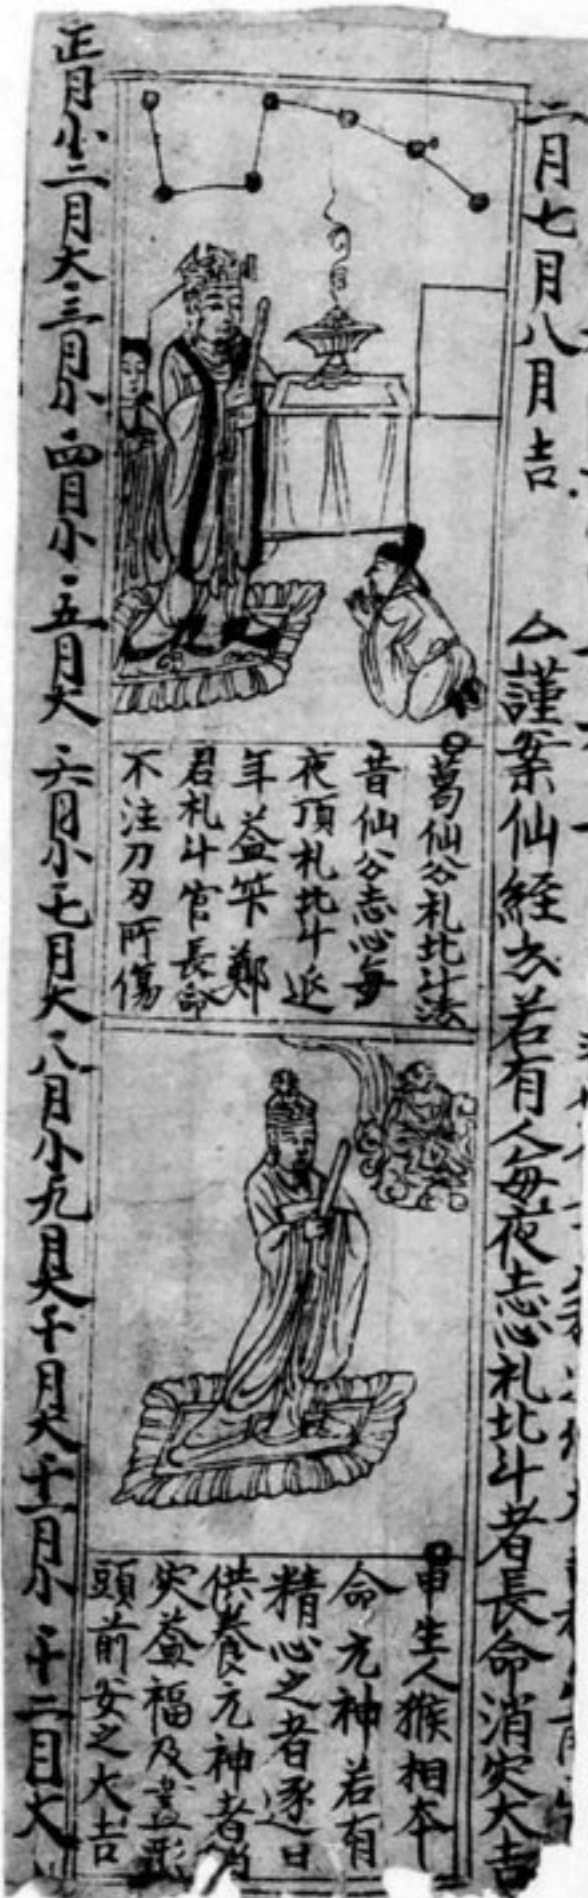 二月七月八月吉
謹案仙経云若有人每夜志心礼北斗者長命消灾大吉
葛仙公礼北斗法
昔仙公志心每
夜頂礼北斗延
年益筭鄭
君礼斗官長命
不注刀刃所傷
申生人猴相本
命元神若有
精心之者逐日
供養元神者消
灾益福及畫形
頭前安之大吉
正月小二月大三月小四月小五月大六月小七月大八月小九月大十月大十一月小十二月大